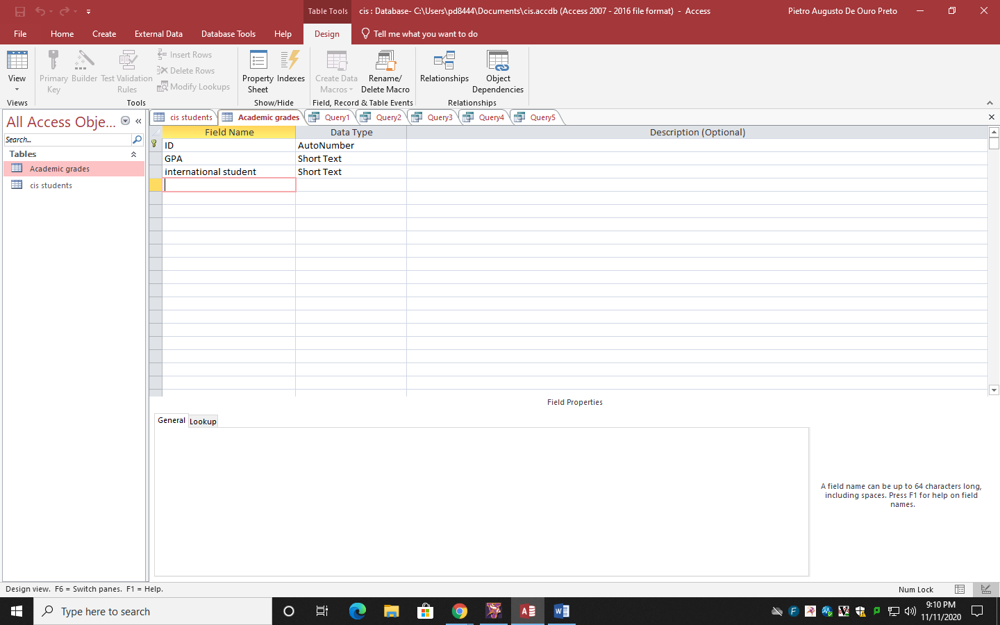 Table Tools
cis : Database- C:\Users\pd8444\Documents\cis.accdb (Access 2007 - 2016 file format)  -  Access
Pietro Augusto De Ouro Preto
File
Home
Create
External Data
Database Tools
Help
Design
Tell me what you want to do
View
Primary
Key
Builder
Test Validation
Rules
Insert Rows
Delete Rows
Modify Lookups
Property
Sheet
Indexes
Create Data
Macros
Rename/
Delete Macro
Relationships
Object
Dependencies
Views
Tools
Show/Hide
Field, Record & Table Events
Relationships
All Access Obje...
Search...
Tables
Academic grades
cis students
cis students
Academic grades
Query1
Query2
Query3
Query4
Query5
Field Name
Data Type
Description (Optional)
ID
AutoNumber
GPA
Short Text
international student
Short Text
Field Properties
General
Lookup
A field name can be up to 64 characters long,
including spaces. Press F1 for help on field
names.
Design view.  F6 = Switch panes.  F1 = Help.
Num Lock
Type here to search
9:10 PM
11/11/2020